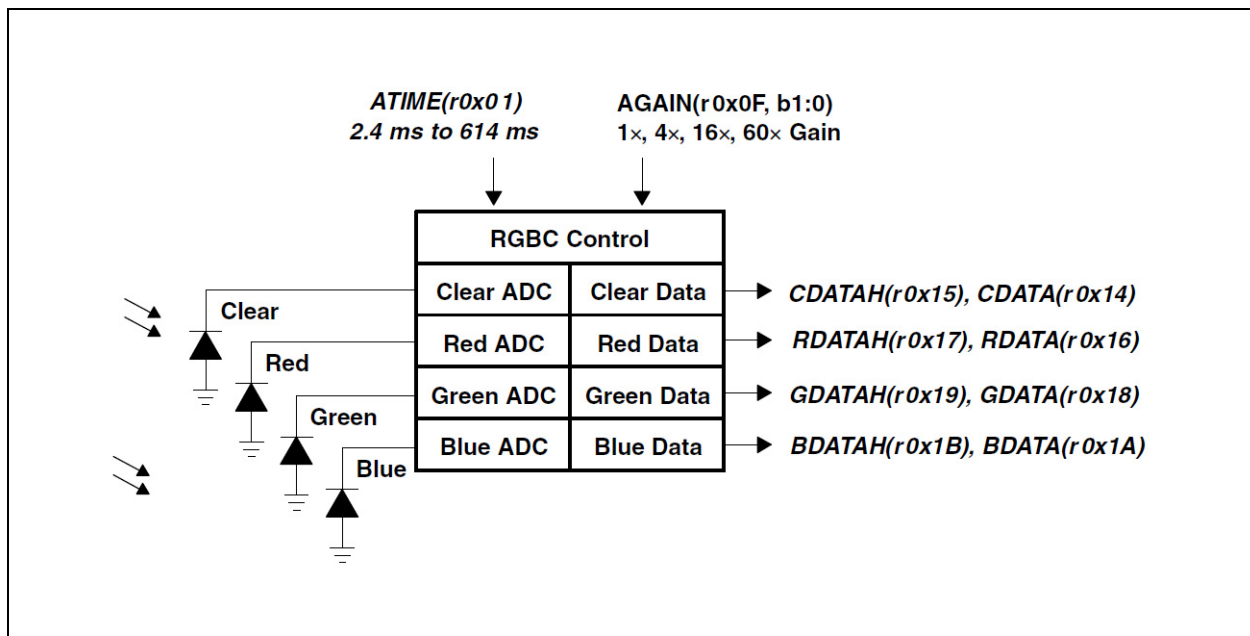 ATIME(r0x01)
2.4 ms to 614 ms
AGAIN(r0x0F, b1:0)
1×, 4×, 16×, 60× Gain
RGBC Control
Clear
Clear ADC
Clear Data
CDATAH(r0x15), CDATA(r0x14)
Red
Red ADC
Red Data
RDATAH(r0x17), RDATA(r0x16)
Green
Green ADC
Green Data
GDATAH(r0x19), GDATA(r0x18)
Blue
Blue ADC
Blue Data
BDATAH(r0x1B), BDATA(r0x1A)